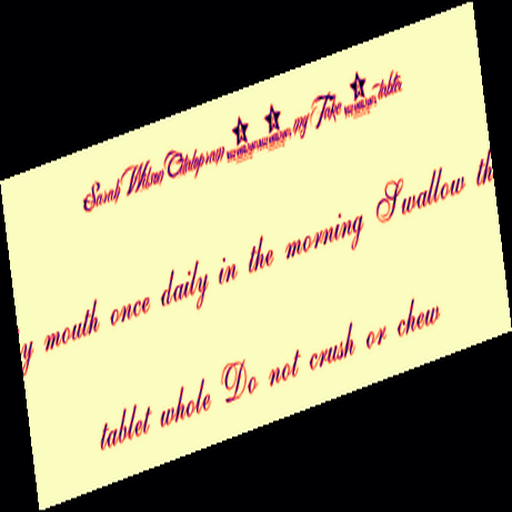 Sarah Wilson Citalopram mg Take tablet
mouth once daily in the morning Swallow
tablet whole Do not crush or chew